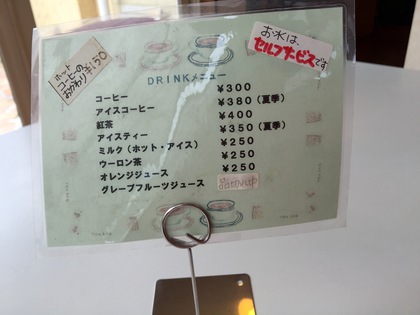 ホット
コーヒーの
おかわり¥150
お水は、
セルフサービスです
DRINKメニュー
コーヒー ¥300
アイスコーヒー ¥380（夏季）
紅茶 ¥400
アイスティー ¥350（夏季）
ミルク（ホット・アイス） ¥250
ウーロン茶 ¥250
オレンジジュース ¥250
グレープフルーツジュース 品切れ中